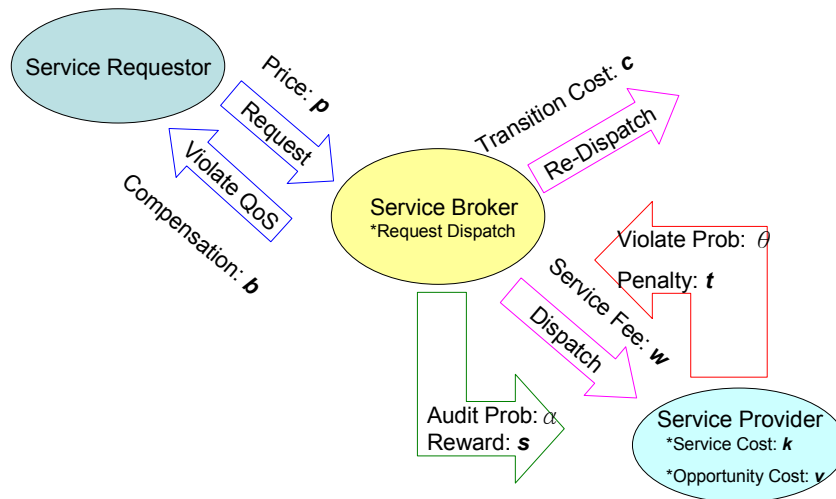 Service Requestor
Price: p
Request
Violate QoS
Compensation: b
Transition Cost: c
Re-Dispatch
Service Broker
*Request Dispatch
Violate Prob: θ
Penalty: t
Service Fee: w
Dispatch
Audit Prob: α
Reward: s
Service Provider
*Service Cost: k
*Opportunity Cost: v